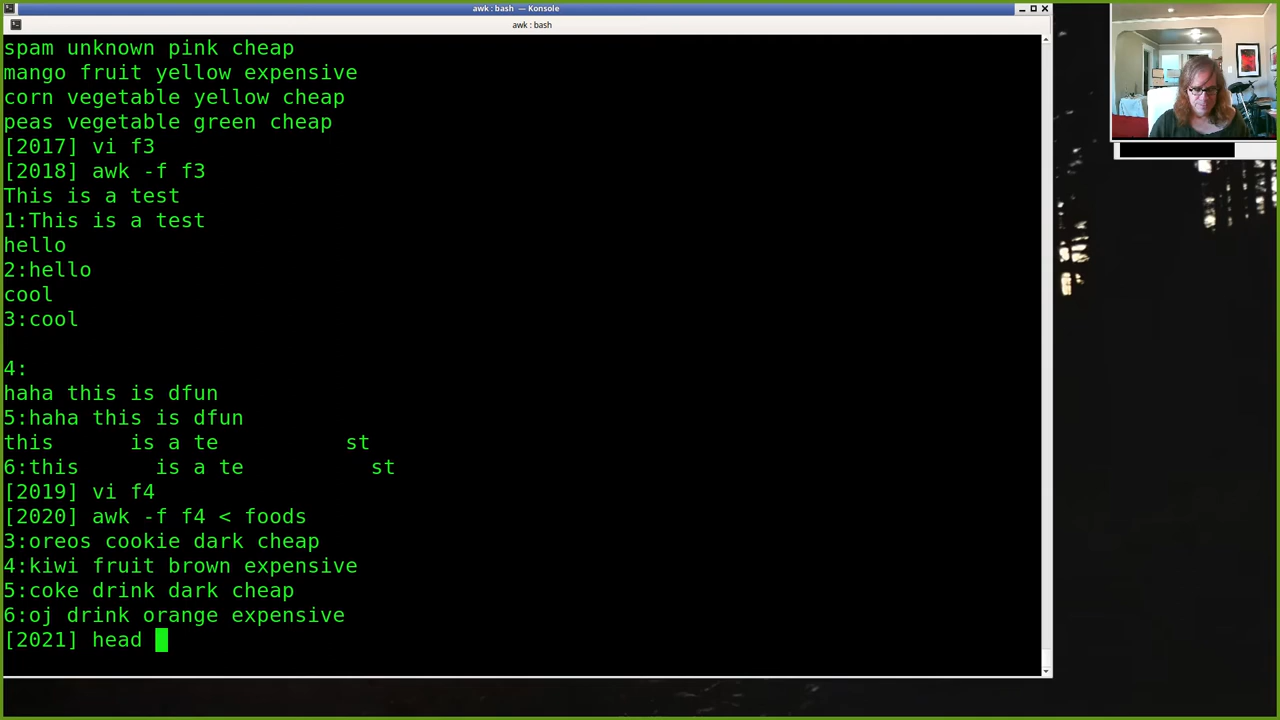 awk : bash — Konsole
awk : bash
spam unknown pink cheap
mango fruit yellow expensive
corn vegetable yellow cheap
peas vegetable green cheap
[2017] vi f3
[2018] awk -f f3
This is a test
1:This is a test
hello
2:hello
cool
3:cool
4:
haha this is dfun
5:haha this is dfun
this      is a te          st
6:this      is a te          st
[2019] vi f4
[2020] awk -f f4 < foods
3:oreos cookie dark cheap
4:kiwi fruit brown expensive
5:coke drink dark cheap
6:oj drink orange expensive
[2021] head